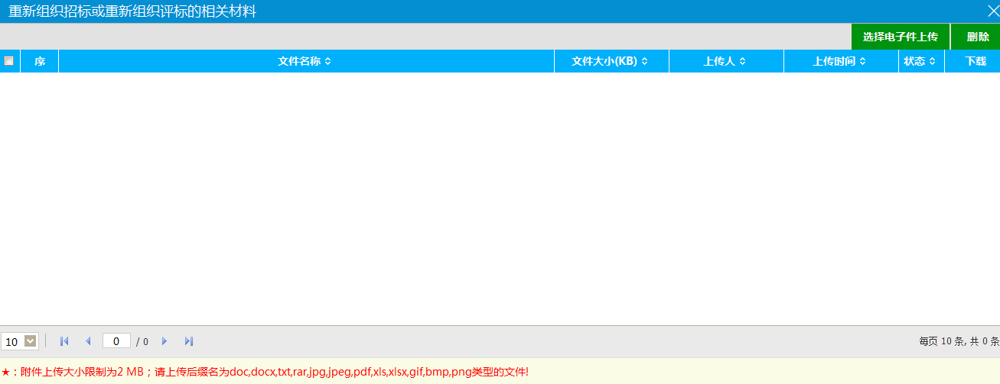 重新组织招标或重新组织评标的相关材料
选择电子件上传 删除
序 文件名称 文件大小(KB) 上传人 上传时间 状态 下载
10 0 / 0 每页 10 条, 共 0 条
★：附件上传大小限制为2 MB；请上传后缀名为doc,docx,txt,rar,jpg,jpeg,pdf,xls,xlsx,gif,bmp,png类型的文件!